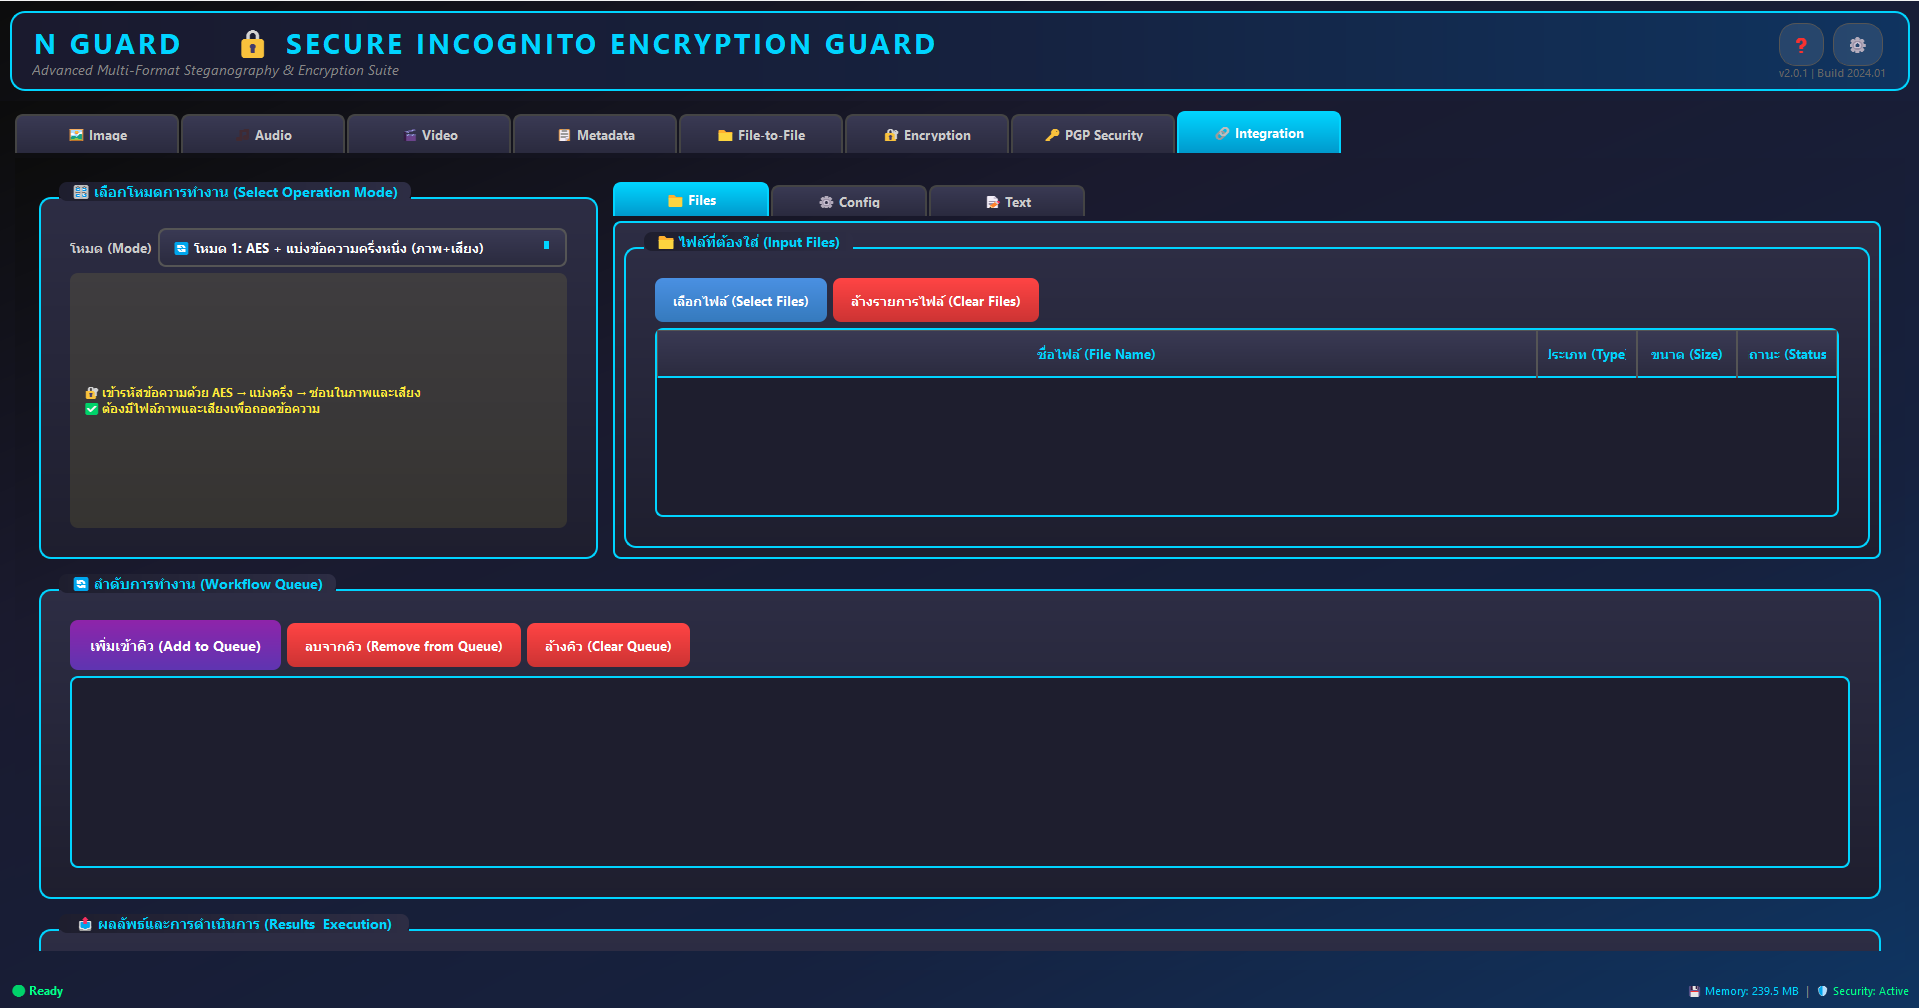 N GUARD SECURE INCOGNITO ENCRYPTION GUARD
Advanced Multi-Format Steganography & Encryption Suite
v2.0.1 | Build 2024.01
Image
Audio
Video
Metadata
File-to-File
Encryption
PGP Security
Integration
เลือกโหมดการทำงาน (Select Operation Mode)
โหมด (Mode)
โหมด 1: AES + แบ่งข้อความครึ่งหนึ่ง (ภาพ+เสียง)
เข้ารหัสข้อความด้วย AES → แบ่งครึ่ง → ซ่อนในภาพและเสียง
ต้องมีไฟล์ภาพและเสียงเพื่อถอดข้อความ
Files
Config
Text
ไฟล์ที่ต้องใส่ (Input Files)
เลือกไฟล์ (Select Files)
ล้างรายการไฟล์ (Clear Files)
ชื่อไฟล์ (File Name)
ประเภท (Type)
ขนาด (Size)
ถานะ (Status
ลำดับการทำงาน (Workflow Queue)
เพิ่มเข้าคิว (Add to Queue)
ลบจากคิว (Remove from Queue)
ล้างคิว (Clear Queue)
ผลลัพธ์และการดำเนินการ (Results  Execution)
Ready
Memory: 239.5 MB | Security: Active